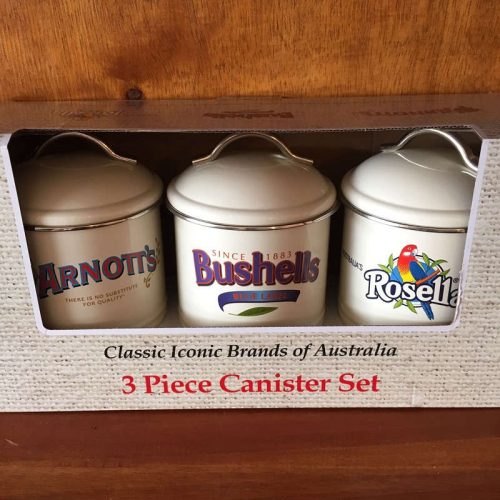 ARNOTT'S
THERE IS NO SUBSTITUTE
FOR QUALITY
SINCE 1883
Bushells
Rosella
Classic Iconic Brands of Australia
3 Piece Canister Set